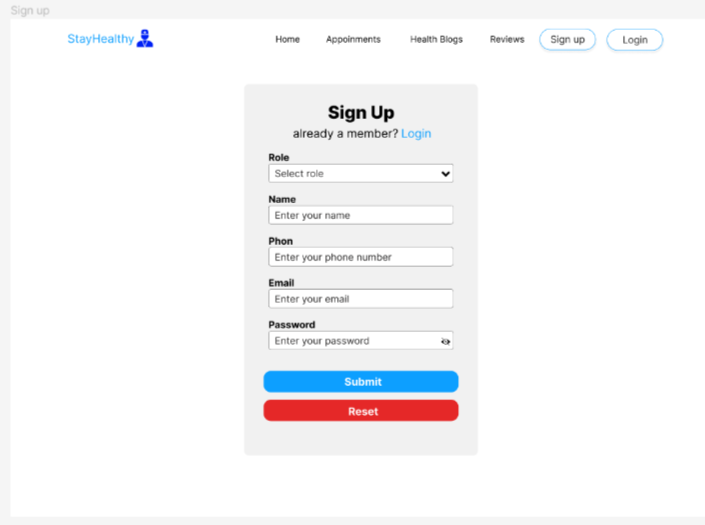 Sign up
StayHealthy Home Appoinments Health Blogs Reviews Sign up Login
Sign Up
already a member? Login
Role
Select role
Name
Enter your name
Phon
Enter your phone number
Email
Enter your email
Password
Enter your password
Submit
Reset